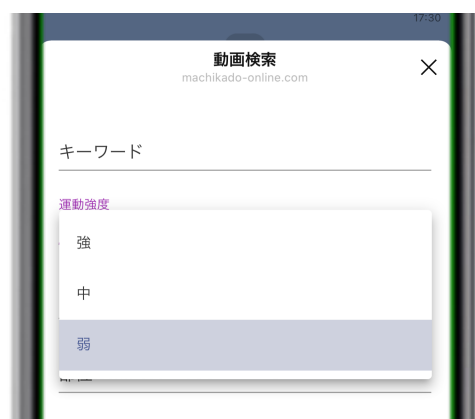 17:30
動画検索
machikado-online.com
キーワード
運動強度
強
中
弱